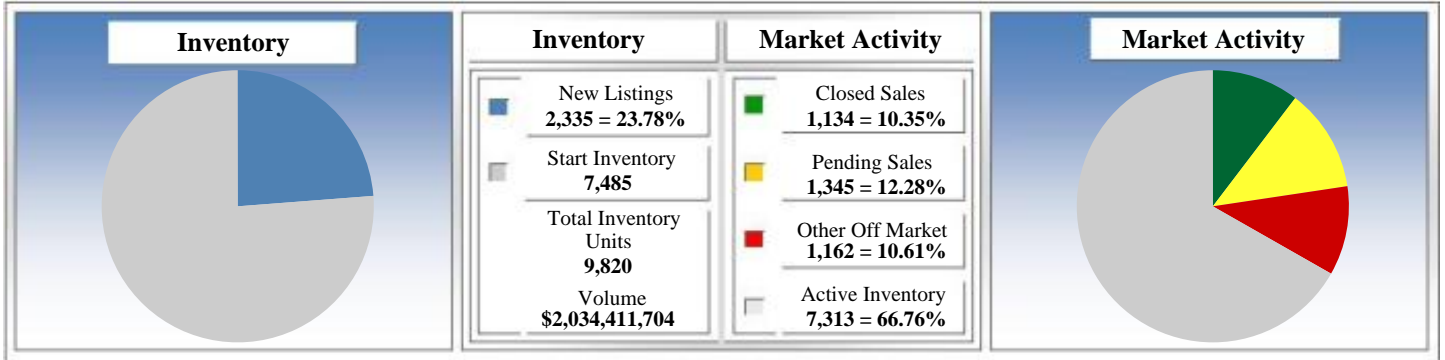 Inventory
Inventory
Market Activity
New Listings
2,335 = 23.78%
Start Inventory
7,485
Total Inventory
Units
9,820
Volume
$2,034,411,704
Closed Sales
1,134 = 10.35%
Pending Sales
1,345 = 12.28%
Other Off Market
1,162 = 10.61%
Active Inventory
7,313 = 66.76%
Market Activity